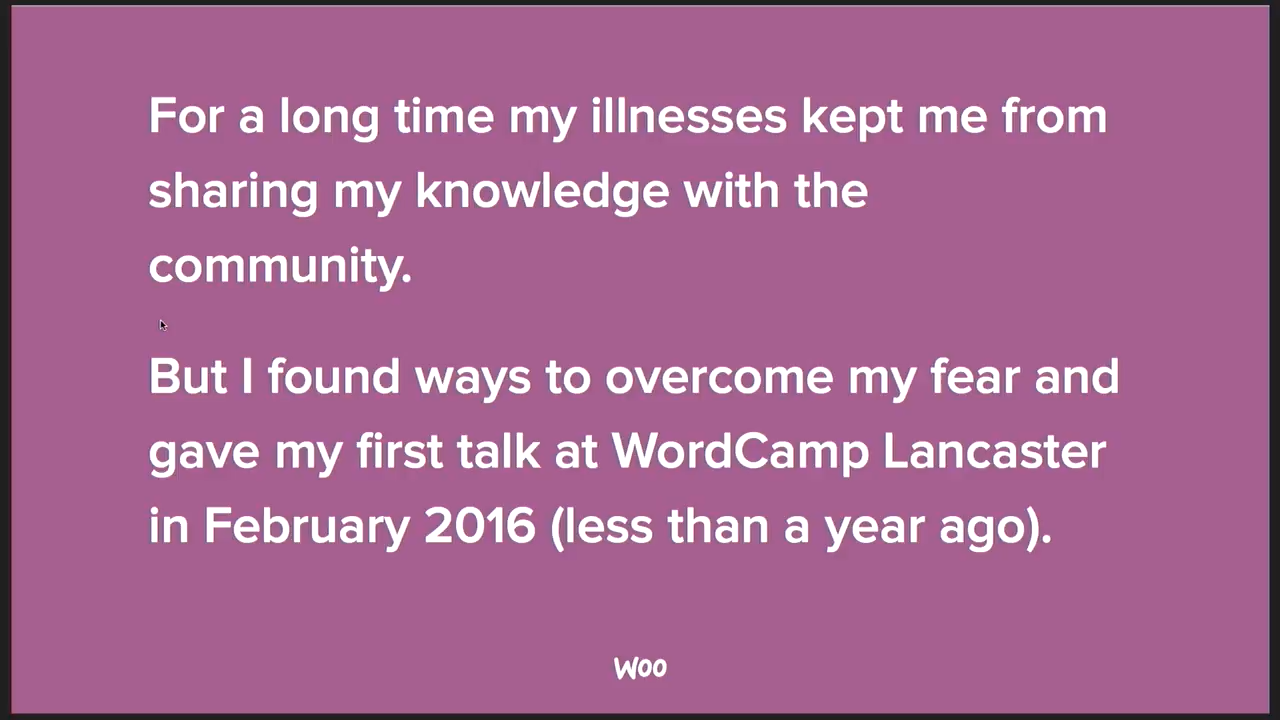 For a long time my illnesses kept me from
sharing my knowledge with the
community.
But I found ways to overcome my fear and
gave my first talk at WordCamp Lancaster
in February 2016 (less than a year ago).
Woo